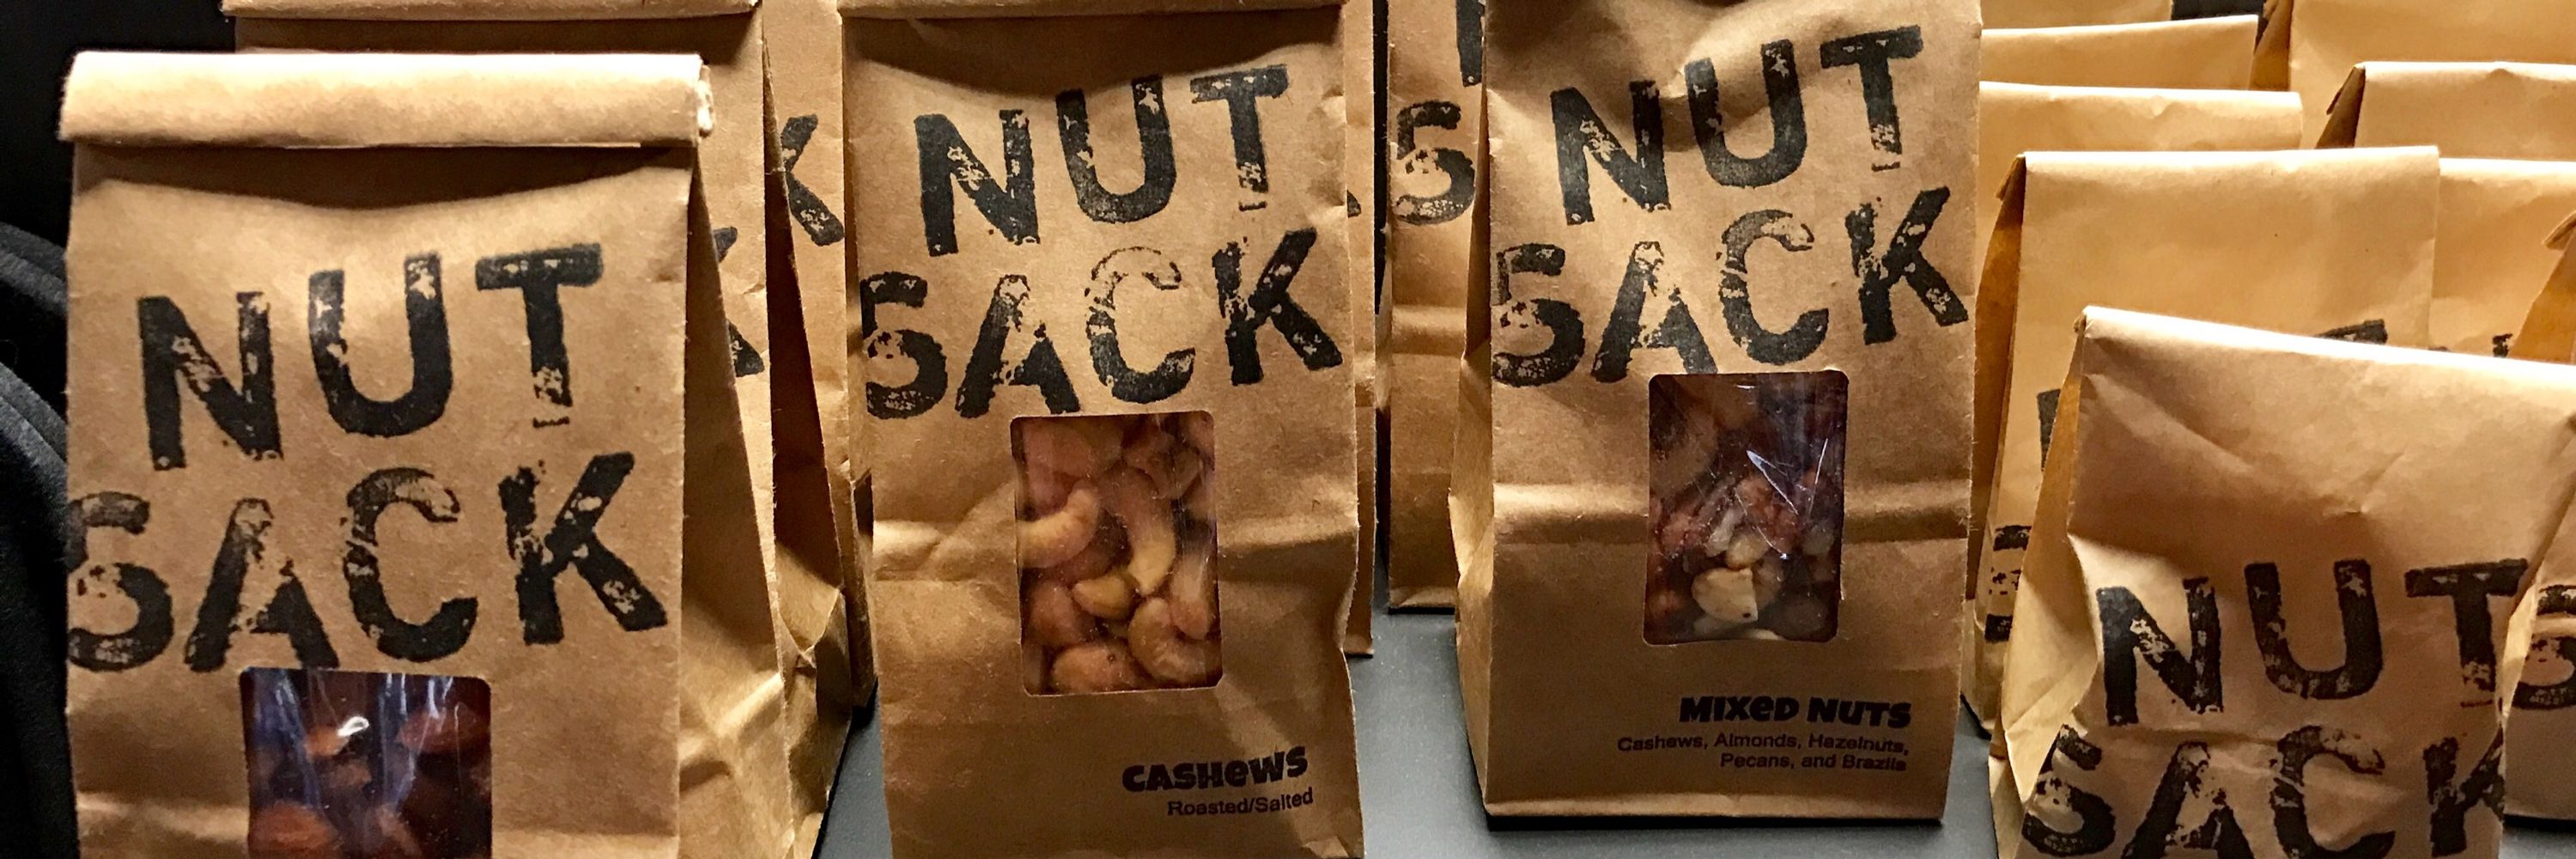 NUT
SACK
NUT
SACK
CASHEWS
Roasted/Salted
NUT
SACK
MIXED NUTS
Cashews, Almonds, Hazelnuts,
Pecans, and Brazils
NUT
SACK